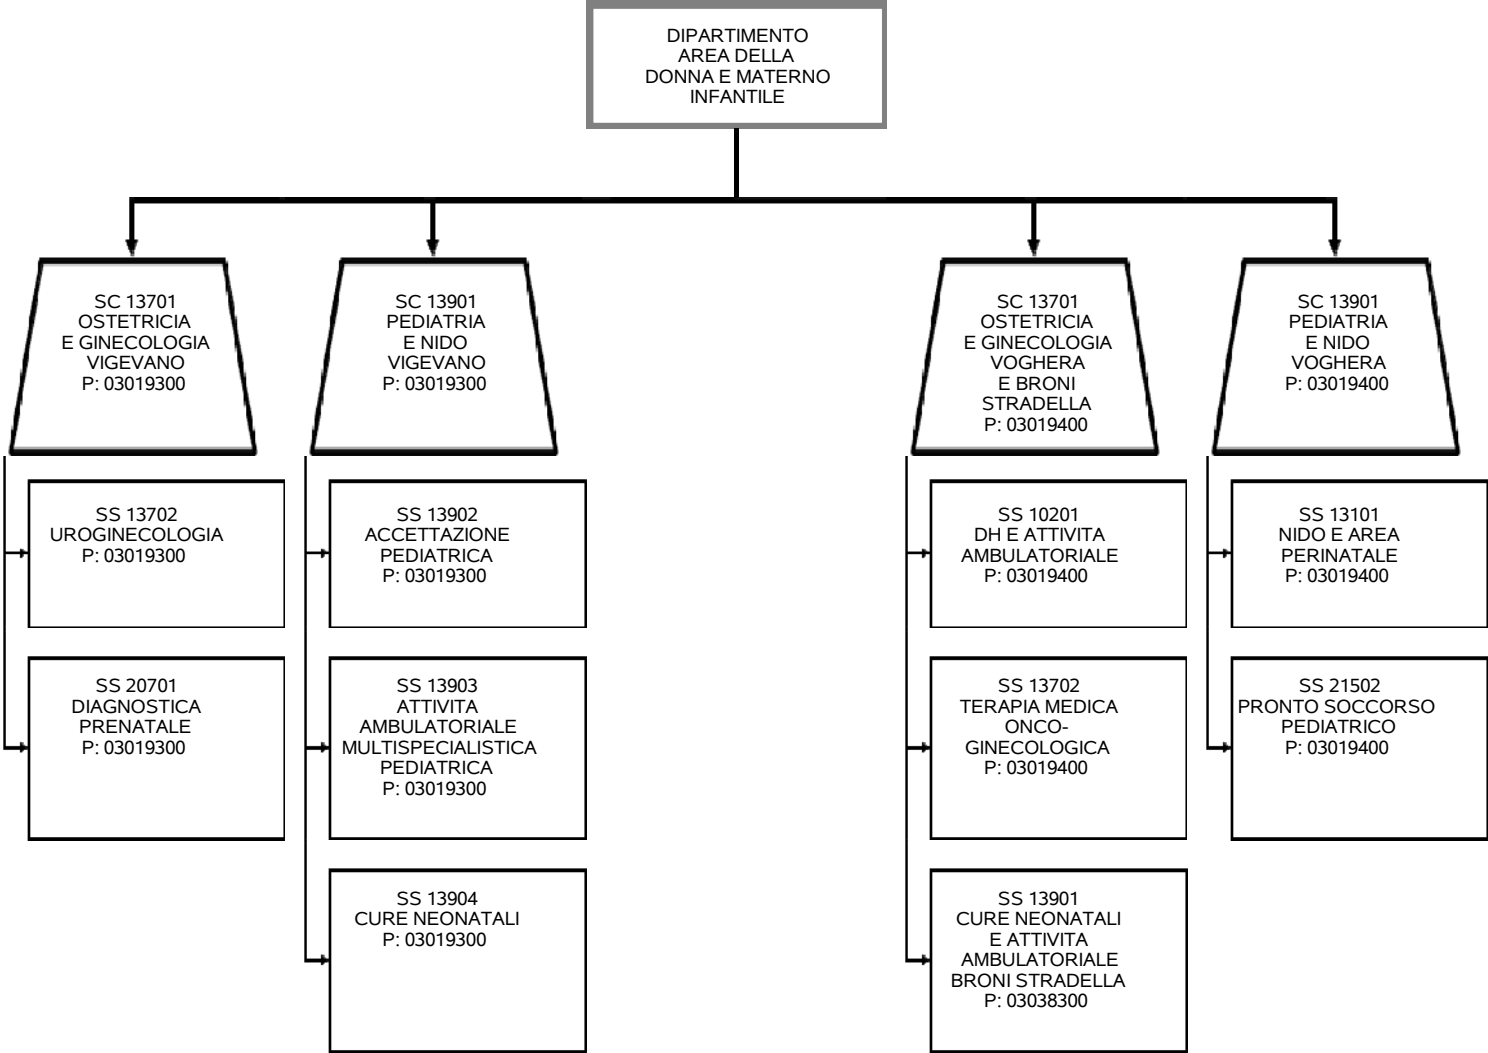 DIPARTIMENTO
AREA DELLA
DONNA E MATERNO
INFANTILE
SC 13701
OSTETRICIA
E GINECOLOGIA
VIGEVANO
P: 03019300
SC 13901
PEDIATRIA
E NIDO
VIGEVANO
P: 03019300
SC 13701
OSTETRICIA
E GINECOLOGIA
VOGHERA
E BRONI
STRADELLA
P: 03019400
SC 13901
PEDIATRIA
E NIDO
VOGHERA
P: 03019400
SS 13702
UROGINECOLOGIA
P: 03019300
SS 13902
ACCETTAZIONE
PEDIATRICA
P: 03019300
SS 10201
DH E ATTIVITA
AMBULATORIALE
P: 03019400
SS 13101
NIDO E AREA
PERINATALE
P: 03019400
SS 20701
DIAGNOSTICA
PRENATALE
P: 03019300
SS 13903
ATTIVITA
AMBULATORIALE
MULTISPECIALISTICA
PEDIATRICA
P: 03019300
SS 13702
TERAPIA MEDICA
ONCO-
GINECOLOGICA
P: 03019400
SS 21502
PRONTO SOCCORSO
PEDIATRICO
P: 03019400
SS 13904
CURE NEONATALI
P: 03019300
SS 13901
CURE NEONATALI
E ATTIVITA
AMBULATORIALE
BRONI STRADELLA
P: 03038300